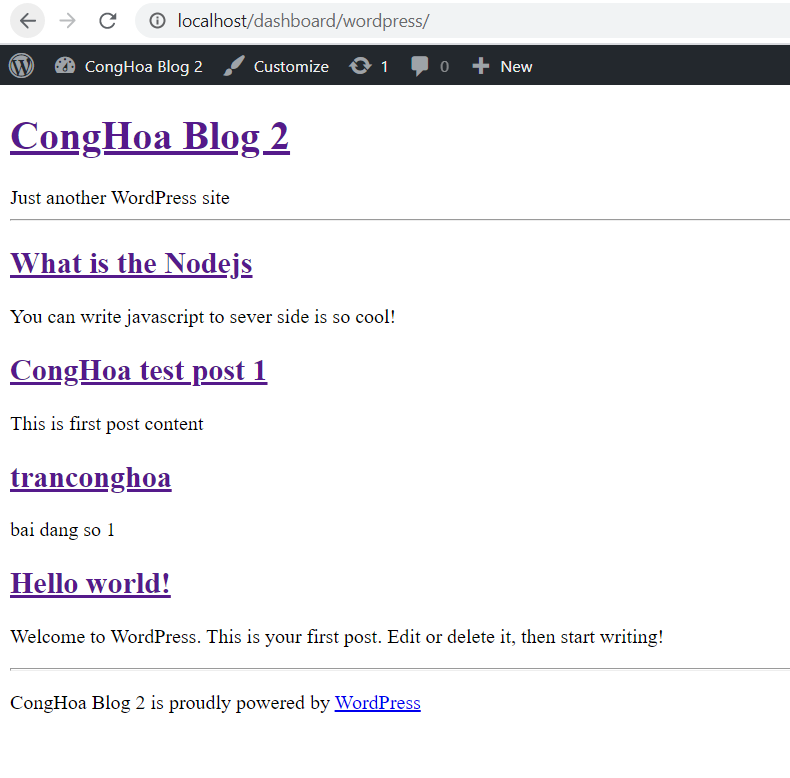 localhost/dashboard/wordpress/
CongHoa Blog 2 Customize 1 0 New
CongHoa Blog 2
Just another WordPress site
What is the Nodejs
You can write javascript to sever side is so cool!
CongHoa test post 1
This is first post content
tranconghoa
bai dang so 1
Hello world!
Welcome to WordPress. This is your first post. Edit or delete it, then start writing!
CongHoa Blog 2 is proudly powered by WordPress